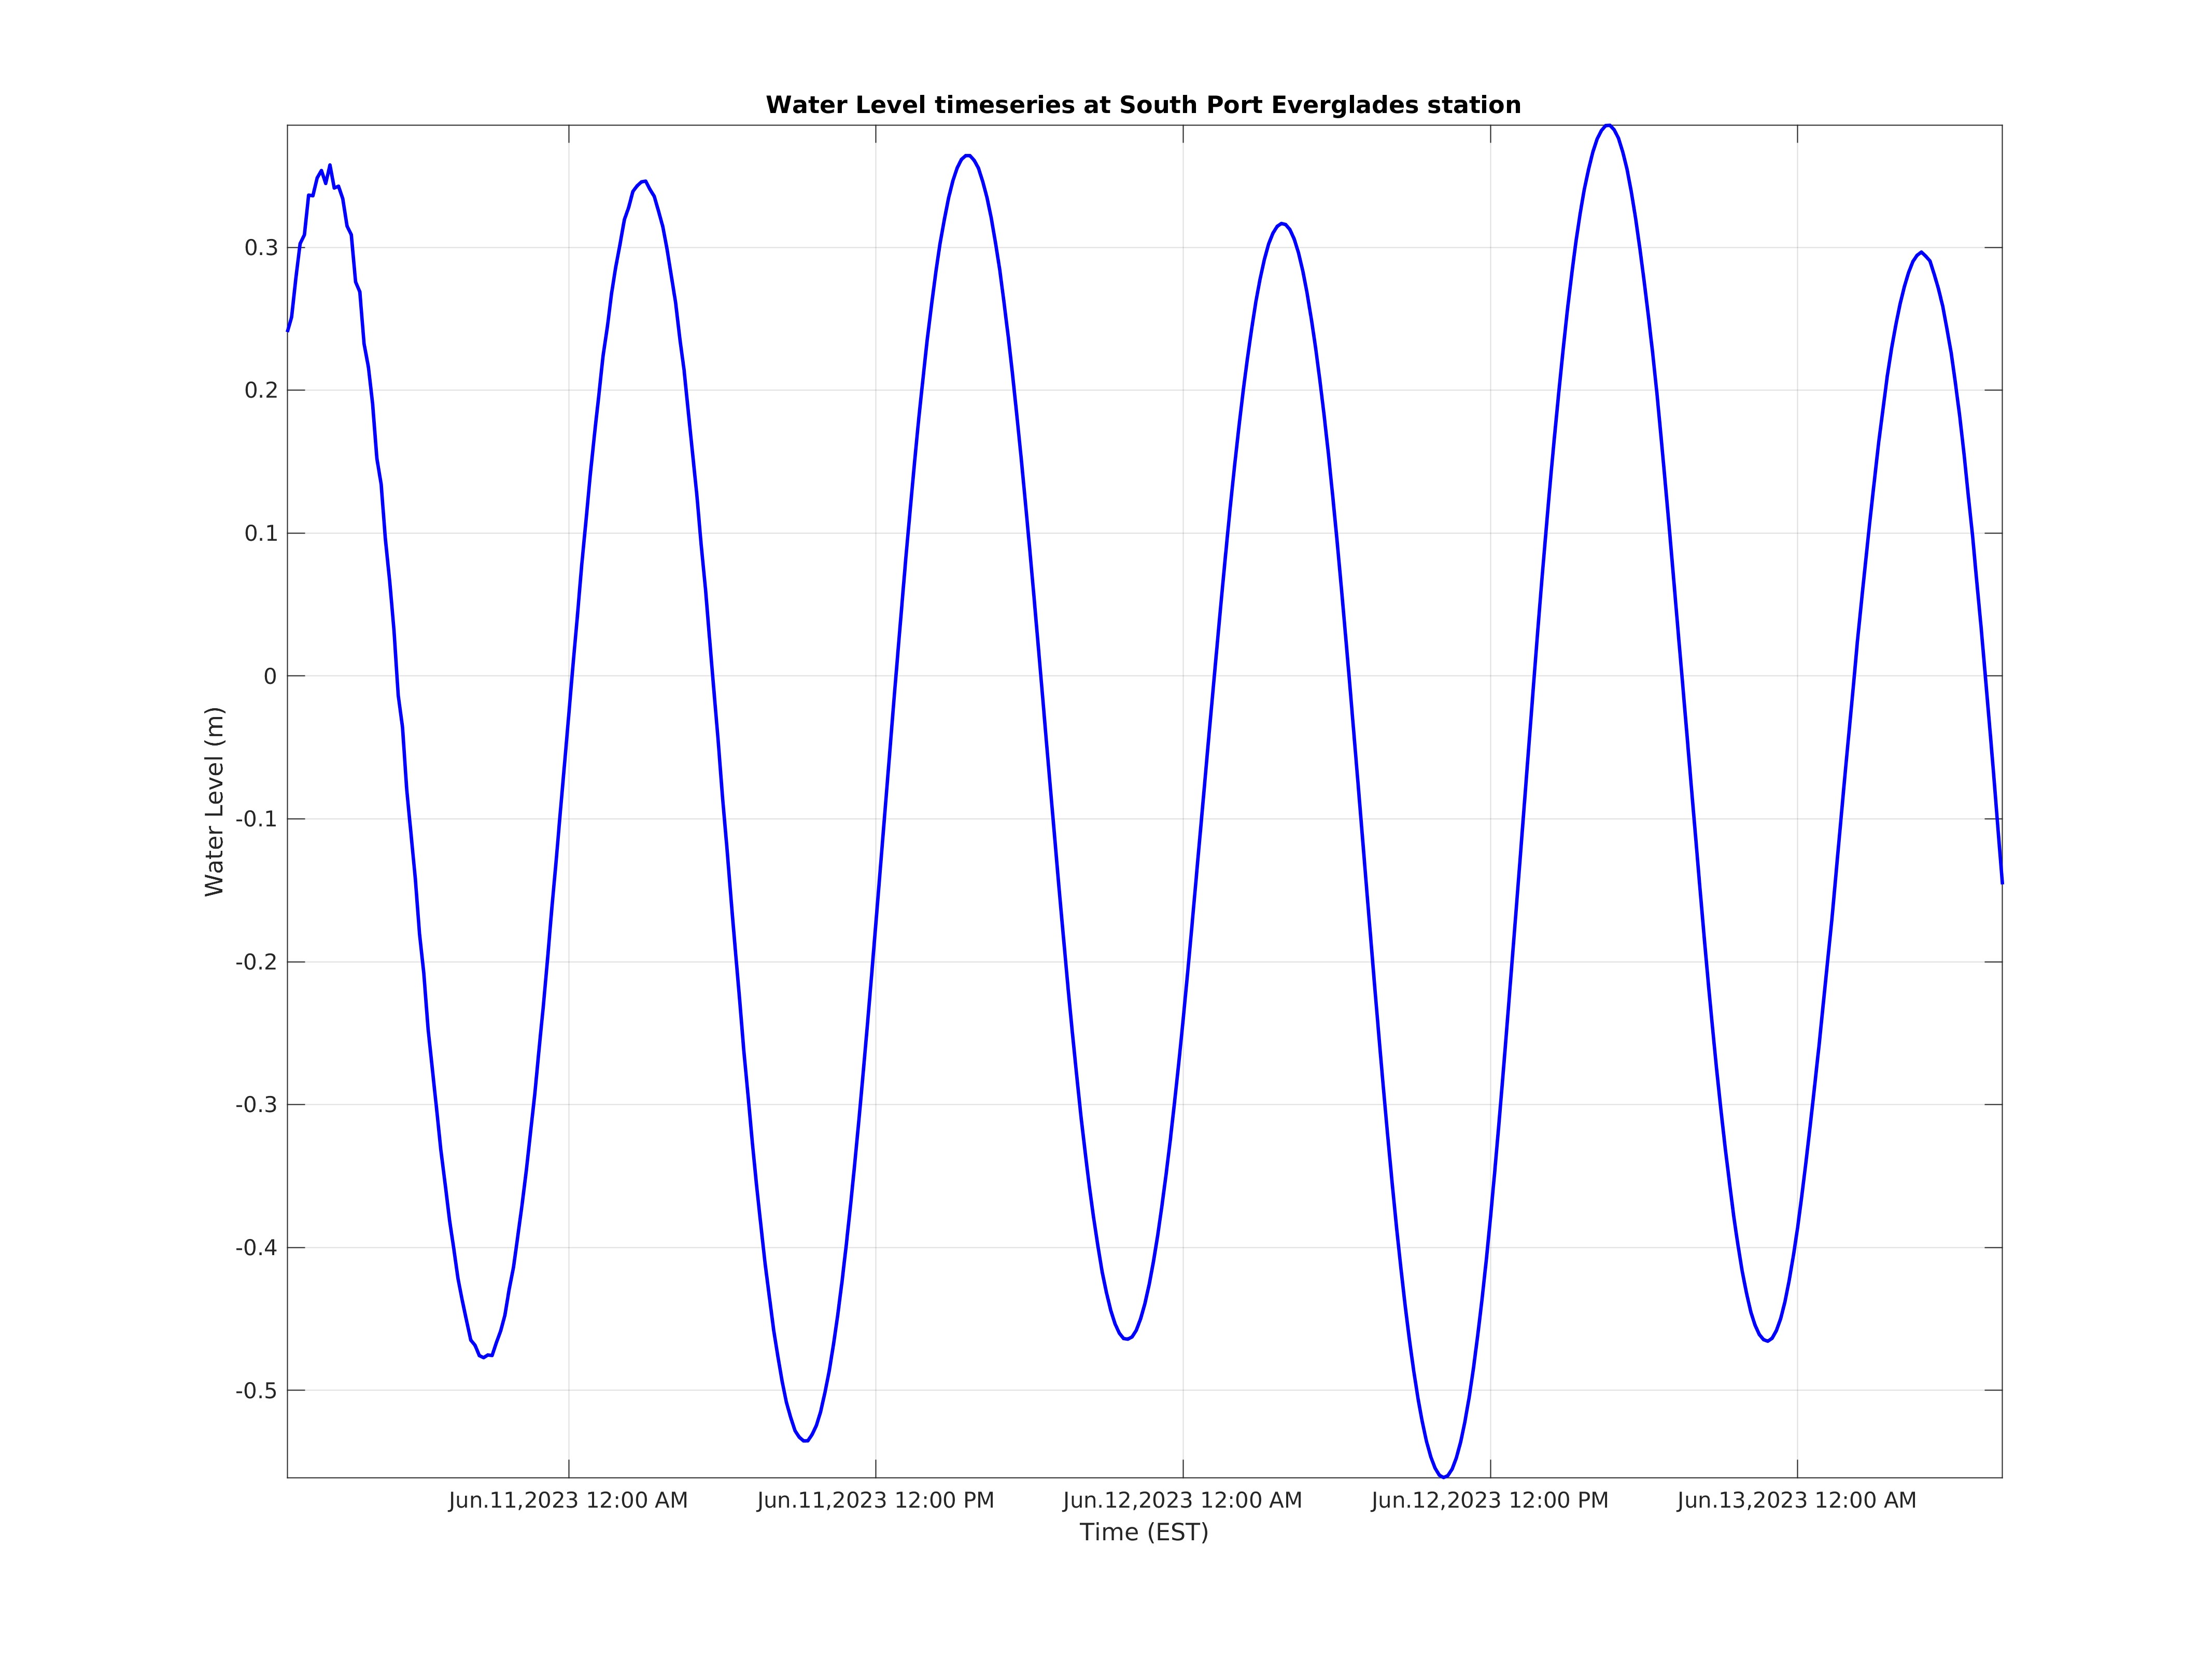 Water Level timeseries at South Port Everglades station
Water Level (m)
0.3
0.2
0.1
0
-0.1
-0.2
-0.3
-0.4
-0.5
Jun.11,2023 12:00 AM
Jun.11,2023 12:00 PM
Jun.12,2023 12:00 AM
Jun.12,2023 12:00 PM
Jun.13,2023 12:00 AM
Time (EST)